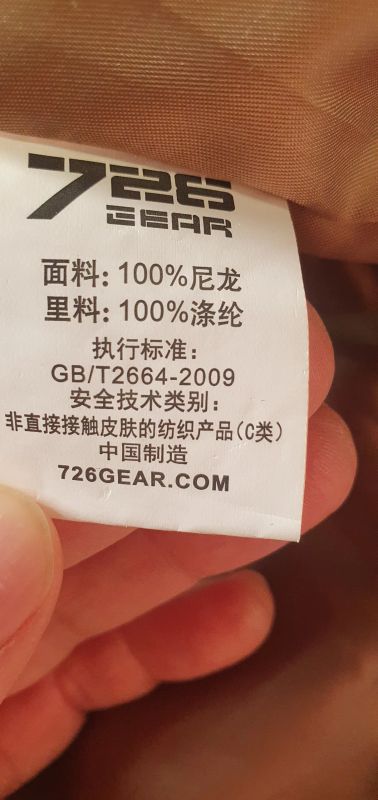 726
GEAR
面料: 100%尼龙
里料: 100%涤纶
执行标准:
GB/T2664-2009
安全技术类别:
非直接接触皮肤的纺织产品(C类)
中国制造
726GEAR.COM